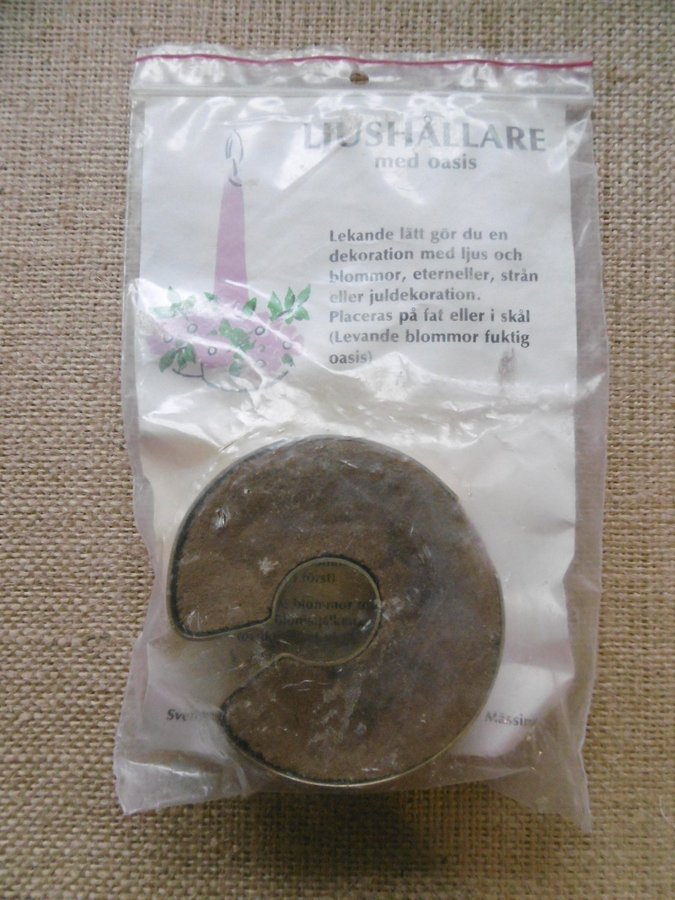 LJUSHÅLLARE
med oasis
Lekande lätt gör du en
dekoration med ljus och
blommor, eterneller, strån
eller juldekoration.
Placeras på fat eller i skål
(Levande blommor fuktig
oasis)